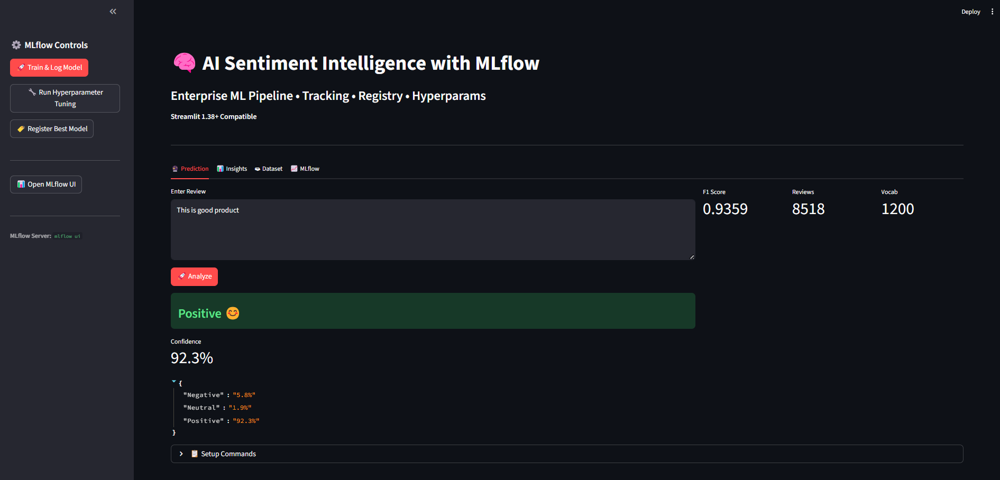 Deploy
MLflow Controls
Train & Log Model
Run Hyperparameter
Tuning
Register Best Model
Open MLflow UI
MLflow Server: mlflow ui
AI Sentiment Intelligence with MLflow
Enterprise ML Pipeline • Tracking • Registry • Hyperparams
Streamlit 1.38+ Compatible
Prediction
Insights
Dataset
MLflow
Enter Review
This is good product
F1 Score
0.9359
Reviews
8518
Vocab
1200
Analyze
Positive 😊
Confidence
92.3%
{
"Negative" : "5.8%"
"Neutral" : "1.9%"
"Positive" : "92.3%"
}
Setup Commands